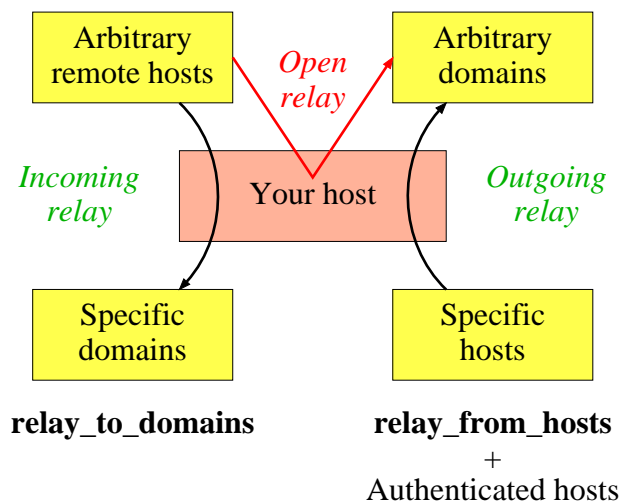 Arbitrary
remote hosts
Open
relay
Arbitrary
domains
Incoming
relay
Your host
Outgoing
relay
Specific
domains
Specific
hosts
relay_to_domains
relay_from_hosts
+
Authenticated hosts